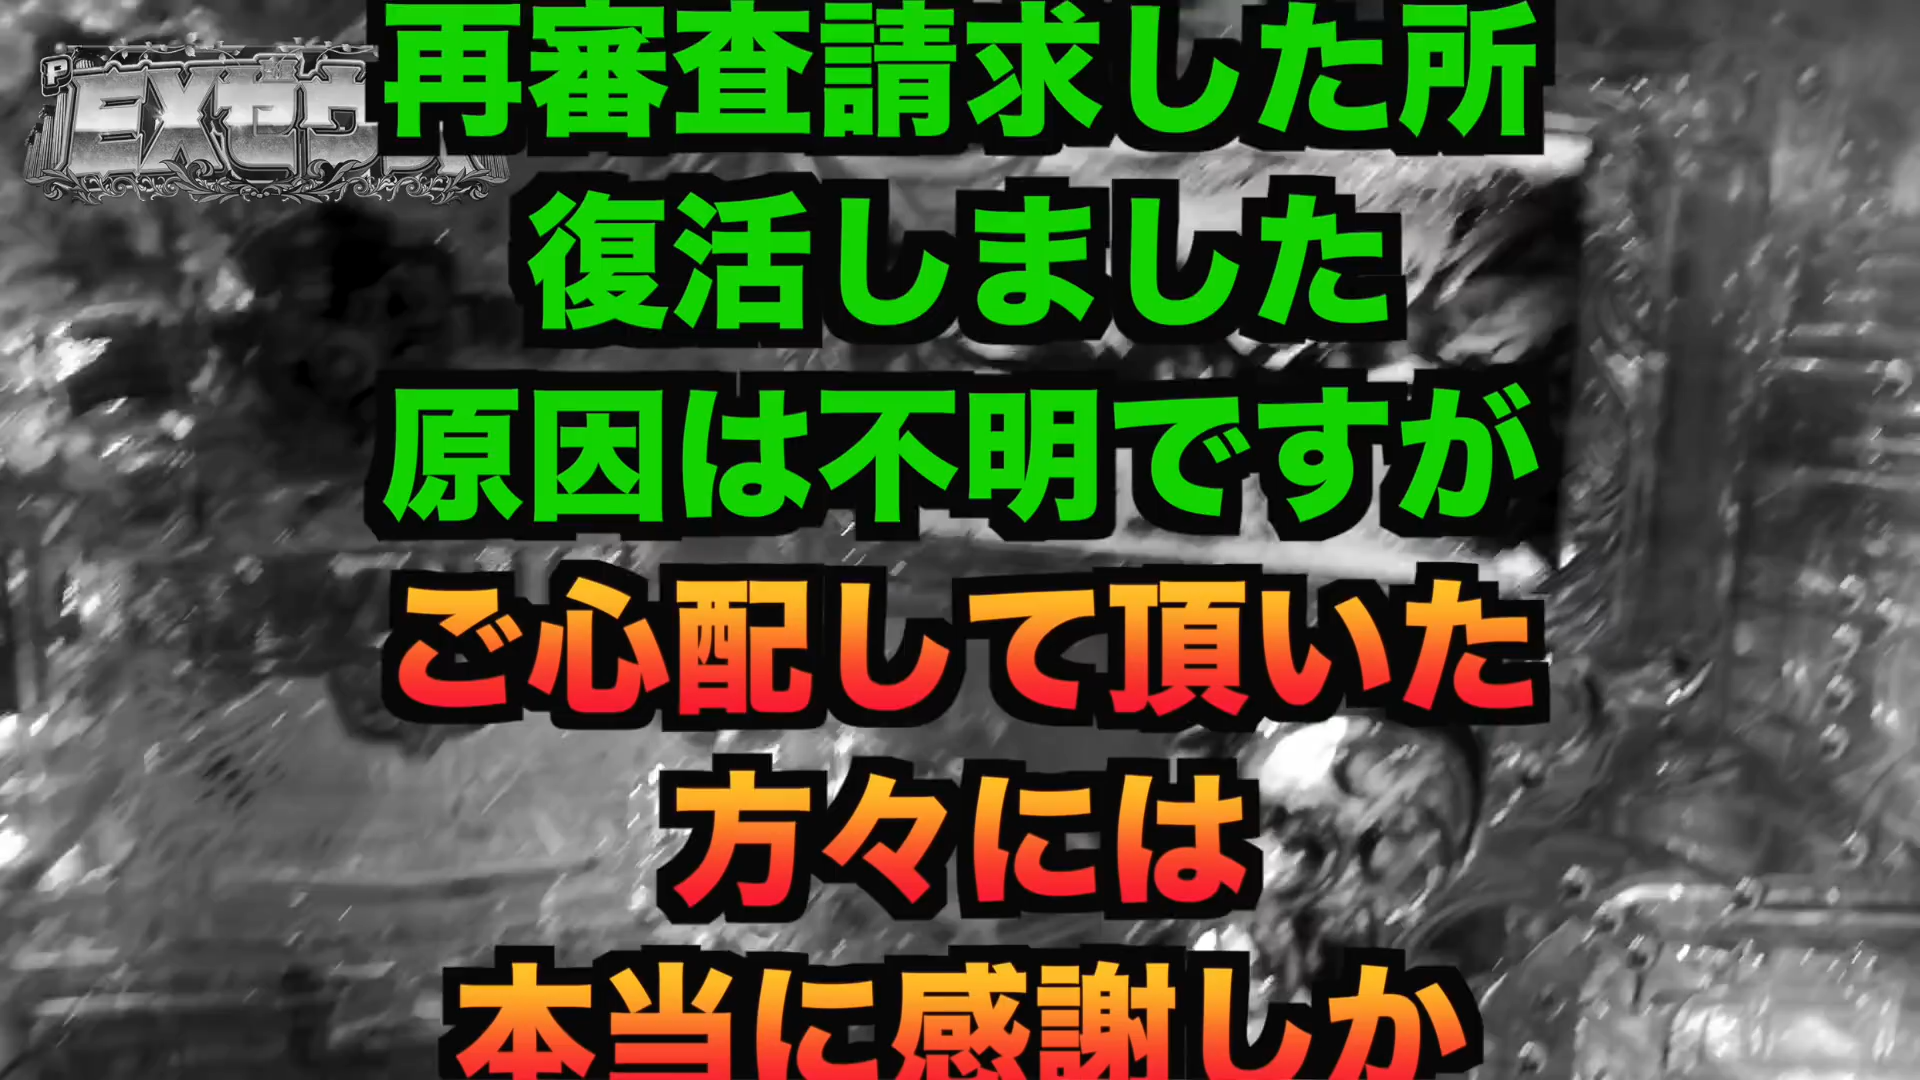 再審査請求した所
復活しました
原因は不明ですが
ご心配して頂いた
方々には
本当に感謝しか